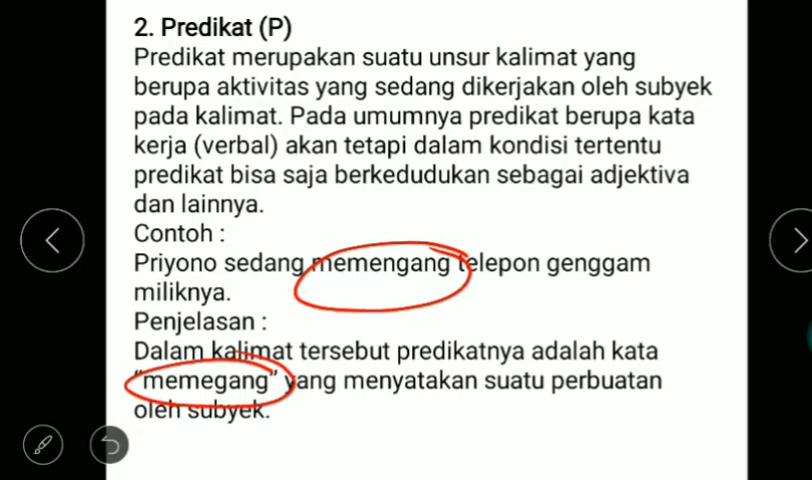 2. Predikat (P)
Predikat merupakan suatu unsur kalimat yang
berupa aktivitas yang sedang dikerjakan oleh subyek
pada kalimat. Pada umumnya predikat berupa kata
kerja (verbal) akan tetapi dalam kondisi tertentu
predikat bisa saja berkedudukan sebagai adjektiva
dan lainnya.
Contoh :
Priyono sedang memengang telepon genggam
miliknya.
Penjelasan :
Dalam kalimat tersebut predikatnya adalah kata
“memegang” yang menyatakan suatu perbuatan
oleh subyek.